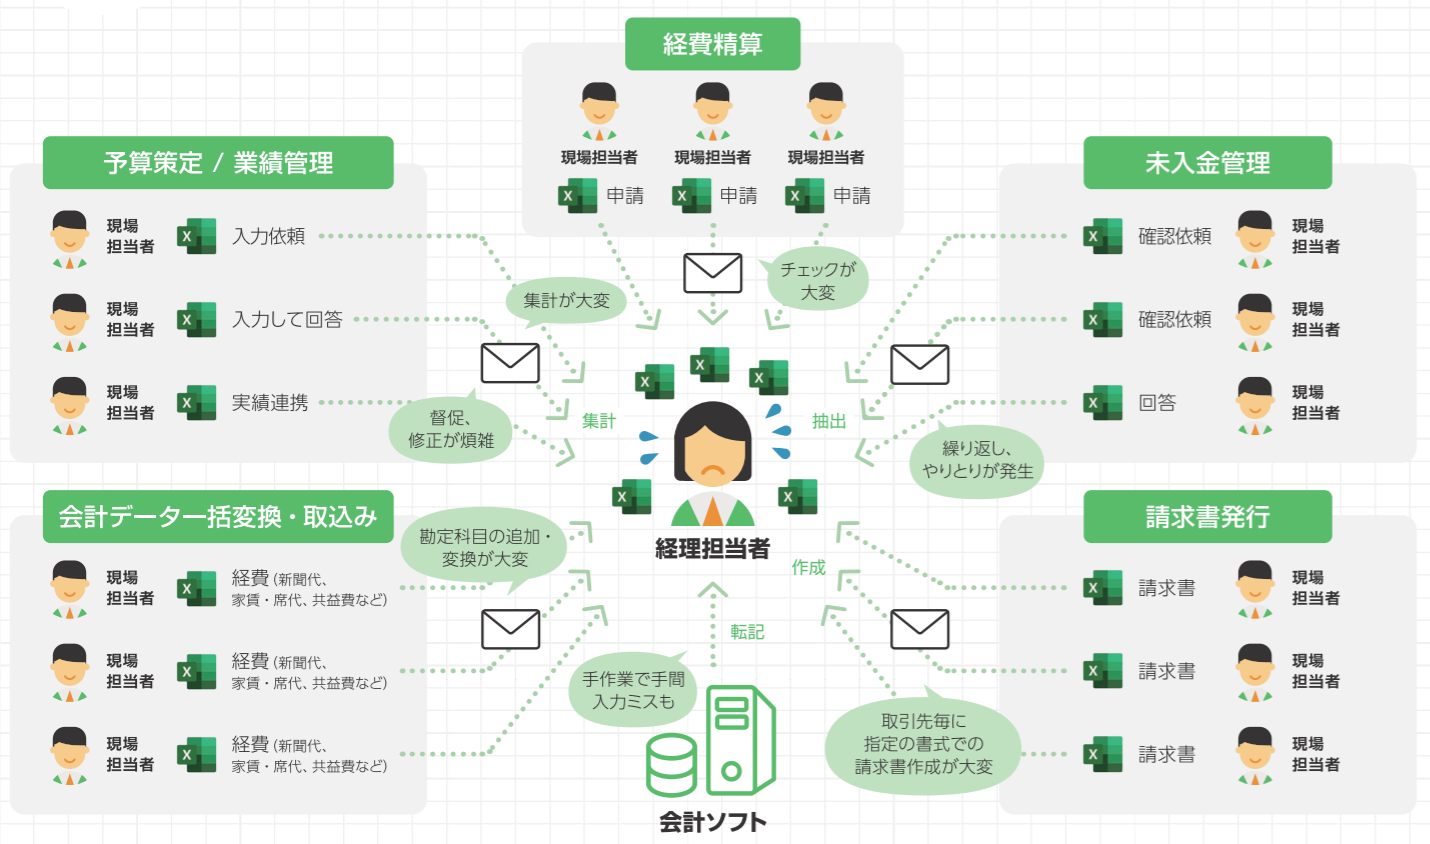 経費精算
現場担当者
現場担当者
現場担当者
X 申請
X 申請
X 申請
予算策定 / 業績管理
現場
担当者
X 入力依頼
現場
担当者
X 入力して回答
現場
担当者
X 実績連携
集計が大変
督促、
修正が煩雑
チェックが
大変
未入金管理
X 確認依頼
現場
担当者
X 確認依頼
現場
担当者
X 回答
現場
担当者
繰り返し、
やりとりが発生
X
X
X
集計
抽出
X
X
経理担当者
作成
転記
会計データ一括変換・取込み
現場
担当者
X 経費(新聞代、
家賃・席代、共益費など)
現場
担当者
X 経費(新聞代、
家賃・席代、共益費など)
現場
担当者
X 経費(新聞代、
家賃・席代、共益費など)
勘定科目の追加・
変換が大変
手作業で手間
入力ミスも
会計ソフト
請求書発行
X 請求書
現場
担当者
X 請求書
現場
担当者
X 請求書
現場
担当者
取引先毎に
指定の書式での
請求書作成が大変